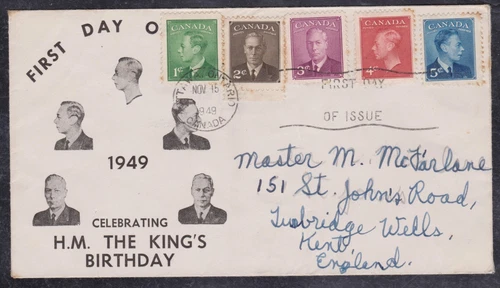 FIRST DAY O
CANADA
1¢
CANADA
2¢
CANADA
3¢
CANADA
4¢
CANADA
5¢
NOV 15
1949
CANADA
FIRST DAY
OF ISSUE
1949
CELEBRATING
H.M. THE KING'S
BIRTHDAY
Master M. McFarlane
151 St. John's Road,
Tunbridge Wells,
Kent,
England.